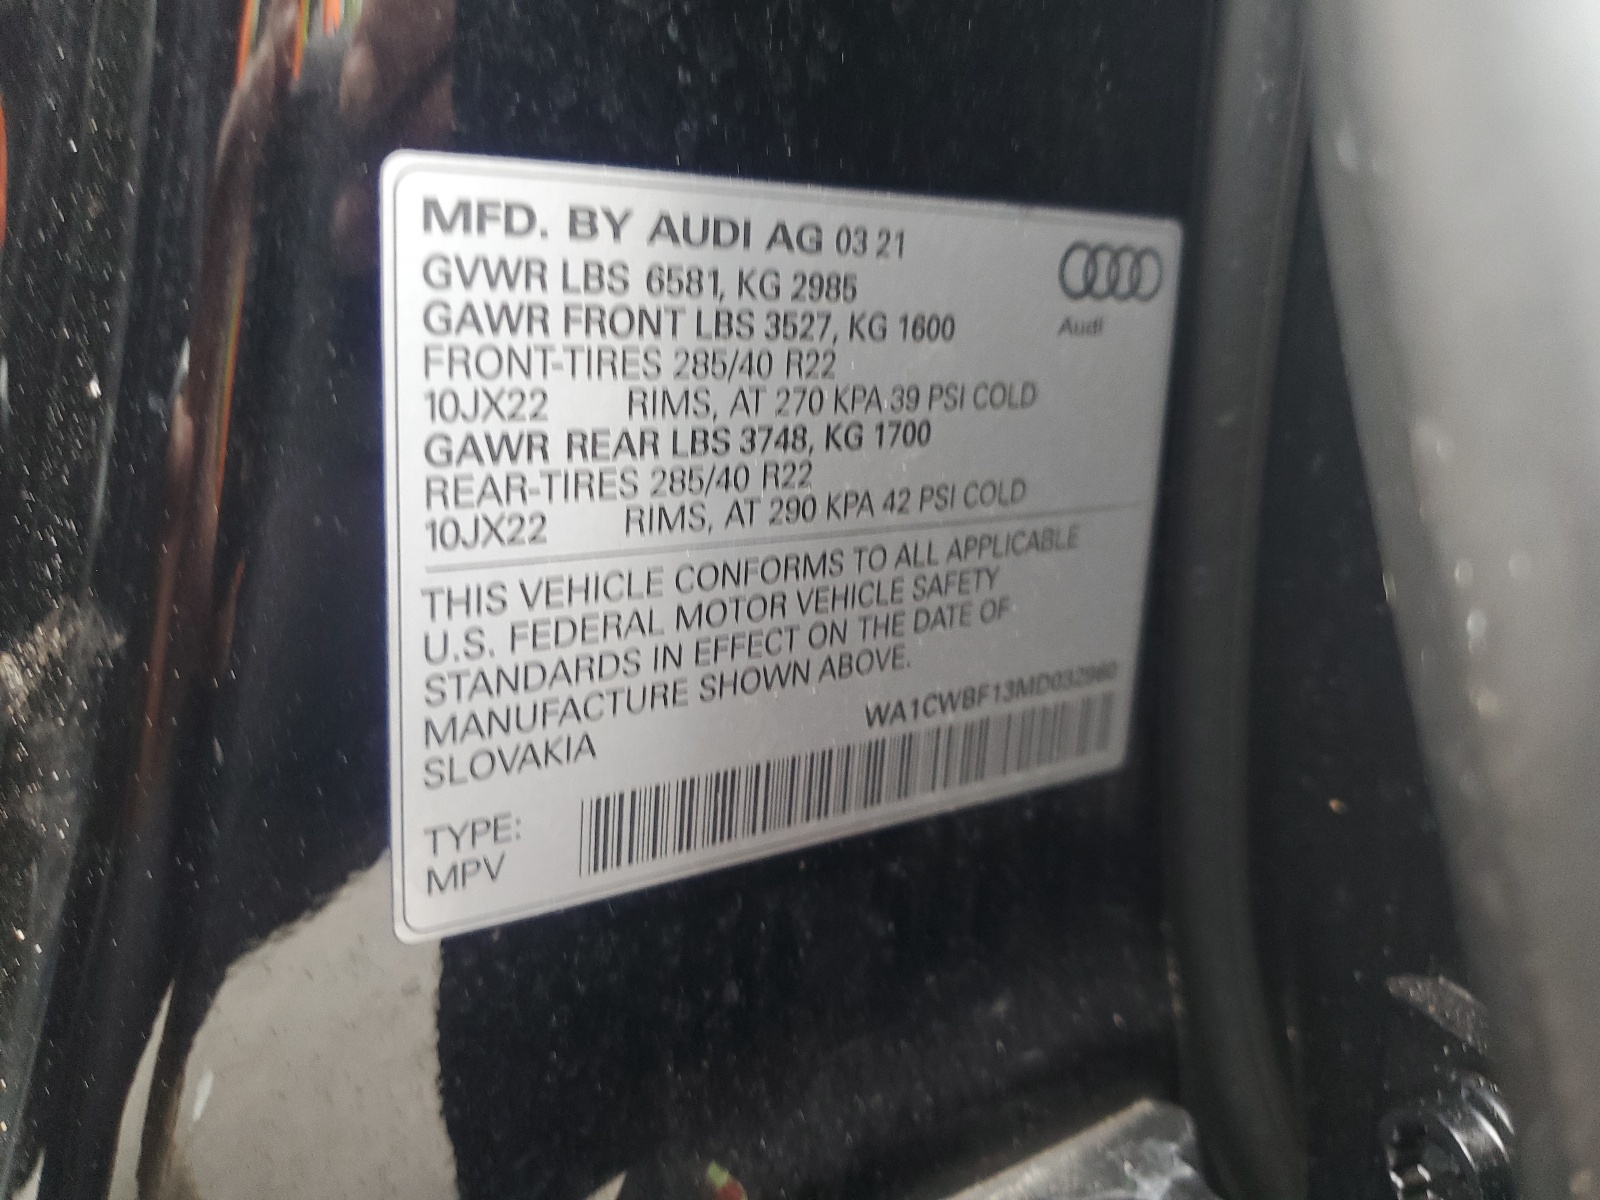 MFD. BY AUDI AG 03 21
GVWR LBS 6581, KG 2985
GAWR FRONT LBS 3527, KG 1600
FRONT-TIRES 285/40 R22
10JX22 RIMS, AT 270 KPA 39 PSI COLD
GAWR REAR LBS 3748, KG 1700
REAR-TIRES 285/40 R22
10JX22 RIMS, AT 290 KPA 42 PSI COLD
Audi
THIS VEHICLE CONFORMS TO ALL APPLICABLE
U.S. FEDERAL MOTOR VEHICLE SAFETY
STANDARDS IN EFFECT ON THE DATE OF
MANUFACTURE SHOWN ABOVE.
SLOVAKIA
WA1CWBF13MD032960
TYPE:
MPV